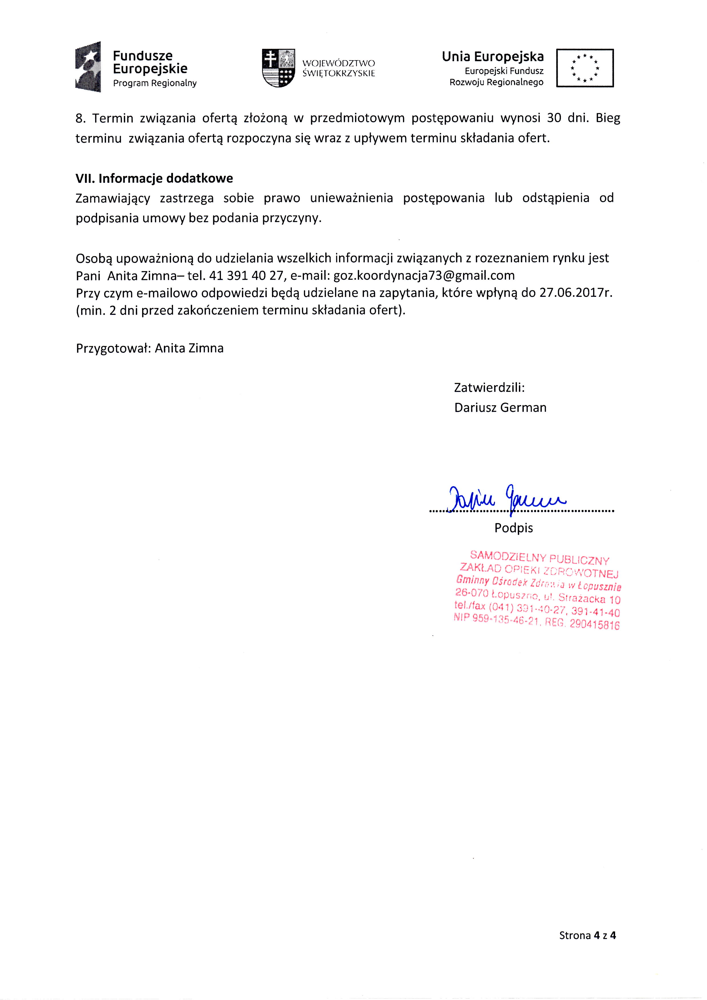 Fundusze
Europejskie
Program Regionalny
WOJEWÓDZTWO
ŚWIĘTOKRZYSKIE
Unia Europejska
Europejski Fundusz
Rozwoju Regionalnego
8. Termin związania ofertą złożoną w przedmiotowym postępowaniu wynosi 30 dni. Bieg
terminu związania ofertą rozpoczyna się wraz z upływem terminu składania ofert.
VII. Informacje dodatkowe
Zamawiający zastrzega sobie prawo unieważnienia postępowania lub odstąpienia od
podpisania umowy bez podania przyczyny.
Osobą upoważnioną do udzielania wszelkich informacji związanych z rozeznaniem rynku jest
Pani Anita Zimna– tel. 41 391 40 27, e-mail: goz.koordynacja73@gmail.com
Przy czym e-mailowo odpowiedzi będą udzielane na zapytania, które wpłyną do 27.06.2017r.
(min. 2 dni przed zakończeniem terminu składania ofert).
Przygotował: Anita Zimna
Zatwierdzili:
Dariusz German
Podpis
SAMODZIELNY PUBLICZNY
ZAKŁAD OPIEKI ZDROWOTNEJ
Gminny Ośrodek Zdrowia w Łopusznie
26-070 Łopuszno, ul. Strażacka 10
tel./fax (041) 391-40-27, 391-41-40
NIP 959-135-46-21, REG. 290415816
Strona 4 z 4